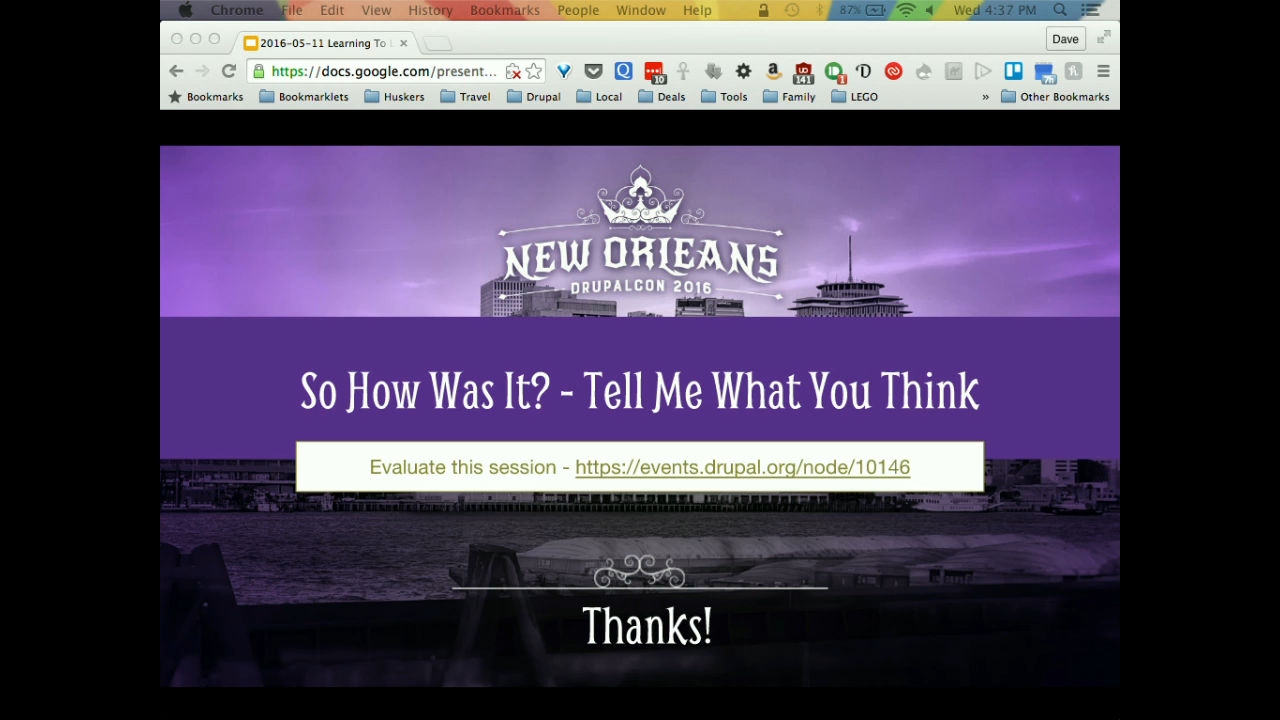 Chrome File Edit View History Bookmarks People Window Help 87% Wed 4:37 PM
2016-05-11 Learning To Dave
https://docs.google.com/present... 10 141 1
Bookmarks Bookmarklets Huskers Travel Drupal Local Deals Tools Family LEGO » Other Bookmarks
NEW ORLEANS
DRUPALCON 2016
So How Was It? - Tell Me What You Think
Evaluate this session - https://events.drupal.org/node/10146
Thanks!